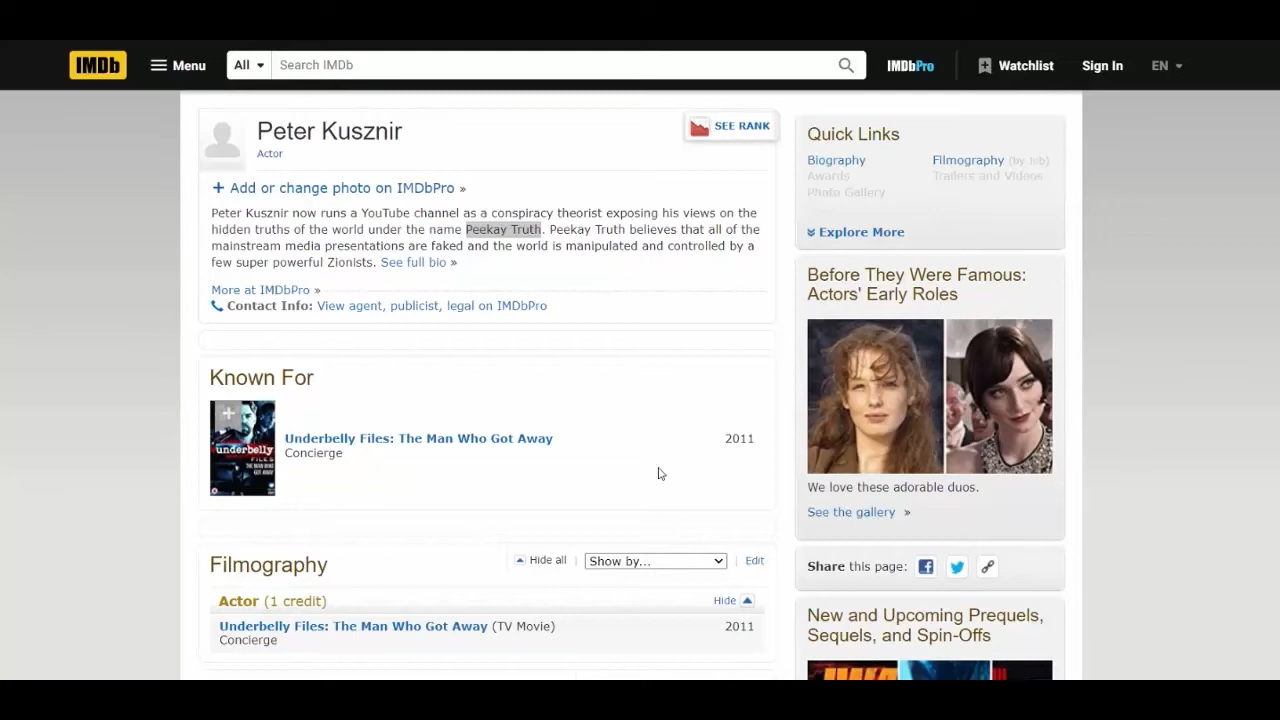 IMDb
Menu
All
Search IMDb
IMDbPro
Watchlist
Sign In
EN
Peter Kusznir
Actor
SEE RANK
+ Add or change photo on IMDbPro »
Peter Kusznir now runs a YouTube channel as a conspiracy theorist exposing his views on the
hidden truths of the world under the name Peekay Truth. Peekay Truth believes that all of the
mainstream media presentations are faked and the world is manipulated and controlled by a
few super powerful Zionists. See full bio »
More at IMDbPro »
Contact Info: View agent, publicist, legal on IMDbPro
Known For
underbelly
FILES
THE MAN WHO
GOT AWAY
Underbelly Files: The Man Who Got Away
2011
Concierge
Filmography
Hide all
|
Show by...
|
Edit
Actor (1 credit)
Hide
Underbelly Files: The Man Who Got Away (TV Movie)
2011
Concierge
Quick Links
Biography
Filmography (by Job)
Awards
Trailers and Videos
Photo Gallery
Explore More
Before They Were Famous:
Actors' Early Roles
We love these adorable duos.
See the gallery »
Share this page:
New and Upcoming Prequels,
Sequels, and Spin-Offs